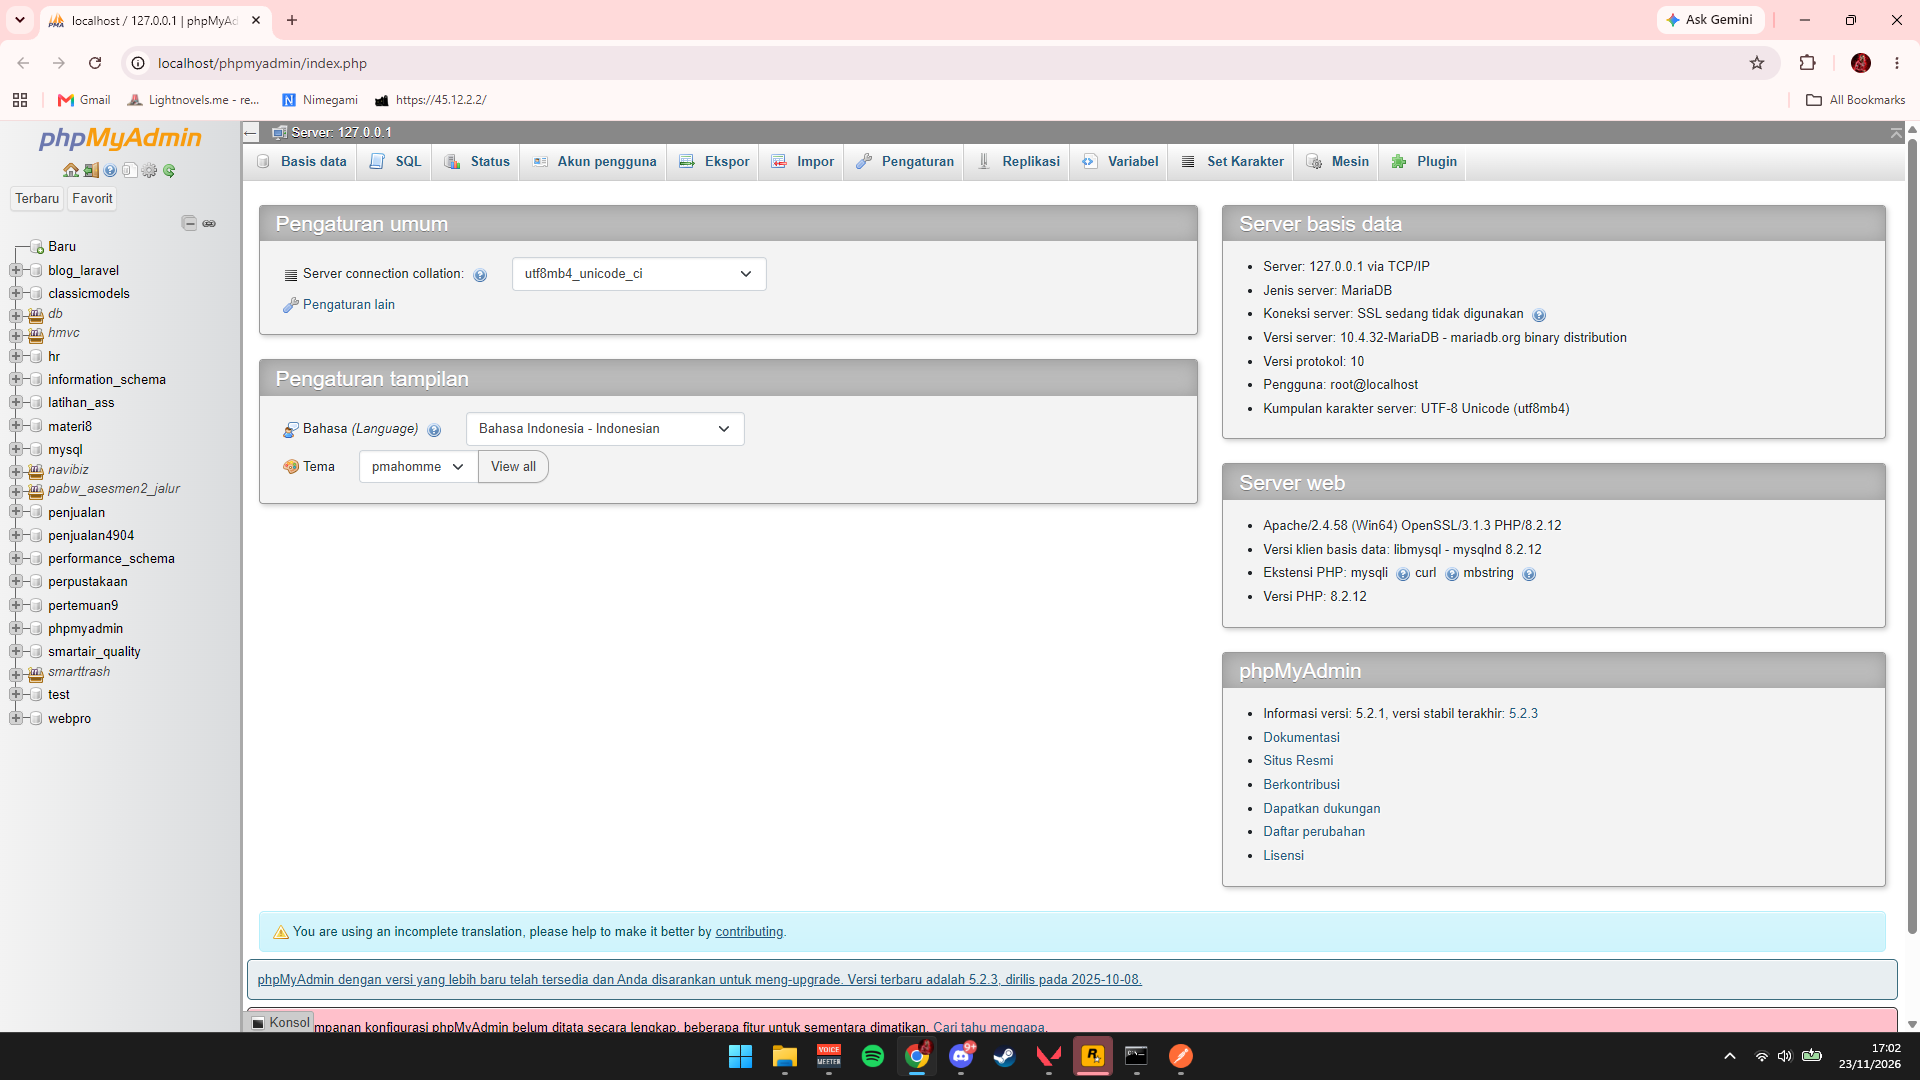 localhost / 127.0.0.1 | phpMyAd
Ask Gemini
localhost/phpmyadmin/index.php
Gmail
Lightnovels.me - re...
Nimegami
https://45.12.2.2/
All Bookmarks
phpMyAdmin
Terbaru
Favorit
Baru
blog_laravel
classicmodels
db
hmvc
hr
information_schema
latihan_ass
materi8
mysql
navibiz
pabw_asesmen2_jalur
penjualan
penjualan4904
performance_schema
perpustakaan
pertemuan9
phpmyadmin
smartair_quality
smarttrash
test
webpro
Server: 127.0.0.1
Basis data
SQL
Status
Akun pengguna
Ekspor
Impor
Pengaturan
Replikasi
Variabel
Set Karakter
Mesin
Plugin
Pengaturan umum
Server connection collation:
utf8mb4_unicode_ci
Pengaturan lain
Pengaturan tampilan
Bahasa (Language)
Bahasa Indonesia - Indonesian
Tema
pmahomme
View all
Server basis data
Server: 127.0.0.1 via TCP/IP
Jenis server: MariaDB
Koneksi server: SSL sedang tidak digunakan
Versi server: 10.4.32-MariaDB - mariadb.org binary distribution
Versi protokol: 10
Pengguna: root@localhost
Kumpulan karakter server: UTF-8 Unicode (utf8mb4)
Server web
Apache/2.4.58 (Win64) OpenSSL/3.1.3 PHP/8.2.12
Versi klien basis data: libmysql - mysqlnd 8.2.12
Ekstensi PHP: mysqli curl mbstring
Versi PHP: 8.2.12
phpMyAdmin
Informasi versi: 5.2.1, versi stabil terakhir: 5.2.3
Dokumentasi
Situs Resmi
Berkontribusi
Dapatkan dukungan
Daftar perubahan
Lisensi
You are using an incomplete translation, please help to make it better by contributing.
phpMyAdmin dengan versi yang lebih baru telah tersedia dan Anda disarankan untuk meng-upgrade. Versi terbaru adalah 5.2.3, dirilis pada 2025-10-08.
Konsol
mpanan konfigurasi phpMyAdmin belum ditata secara lengkap, beberapa fitur untuk sementara dimatikan. Cari tahu mengapa.
VOICE
MEETER
9+
17:02
23/11/2026